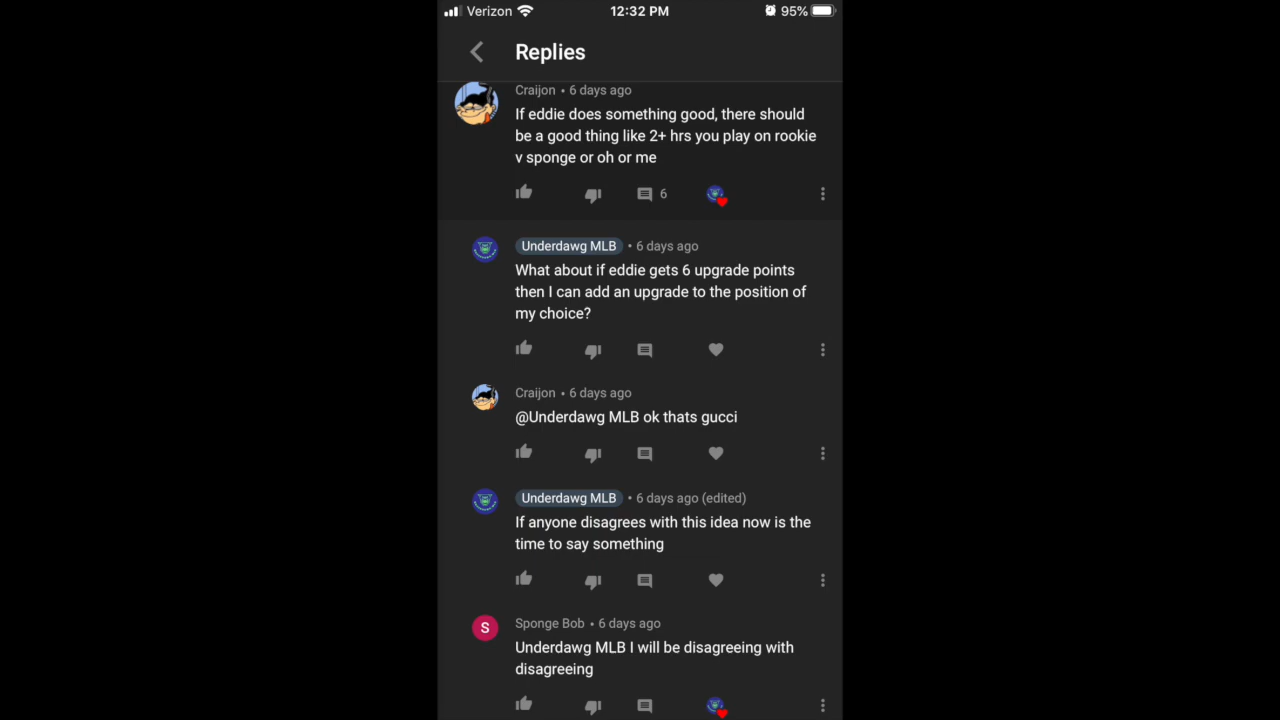 Verizon 12:32 PM 95%
Replies
Craijon • 6 days ago
If eddie does something good, there should
be a good thing like 2+ hrs you play on rookie
v sponge or oh or me
6
Underdawg MLB • 6 days ago
What about if eddie gets 6 upgrade points
then I can add an upgrade to the position of
my choice?
Craijon • 6 days ago
@Underdawg MLB ok thats gucci
Underdawg MLB • 6 days ago (edited)
If anyone disagrees with this idea now is the
time to say something
S
Sponge Bob • 6 days ago
Underdawg MLB I will be disagreeing with
disagreeing